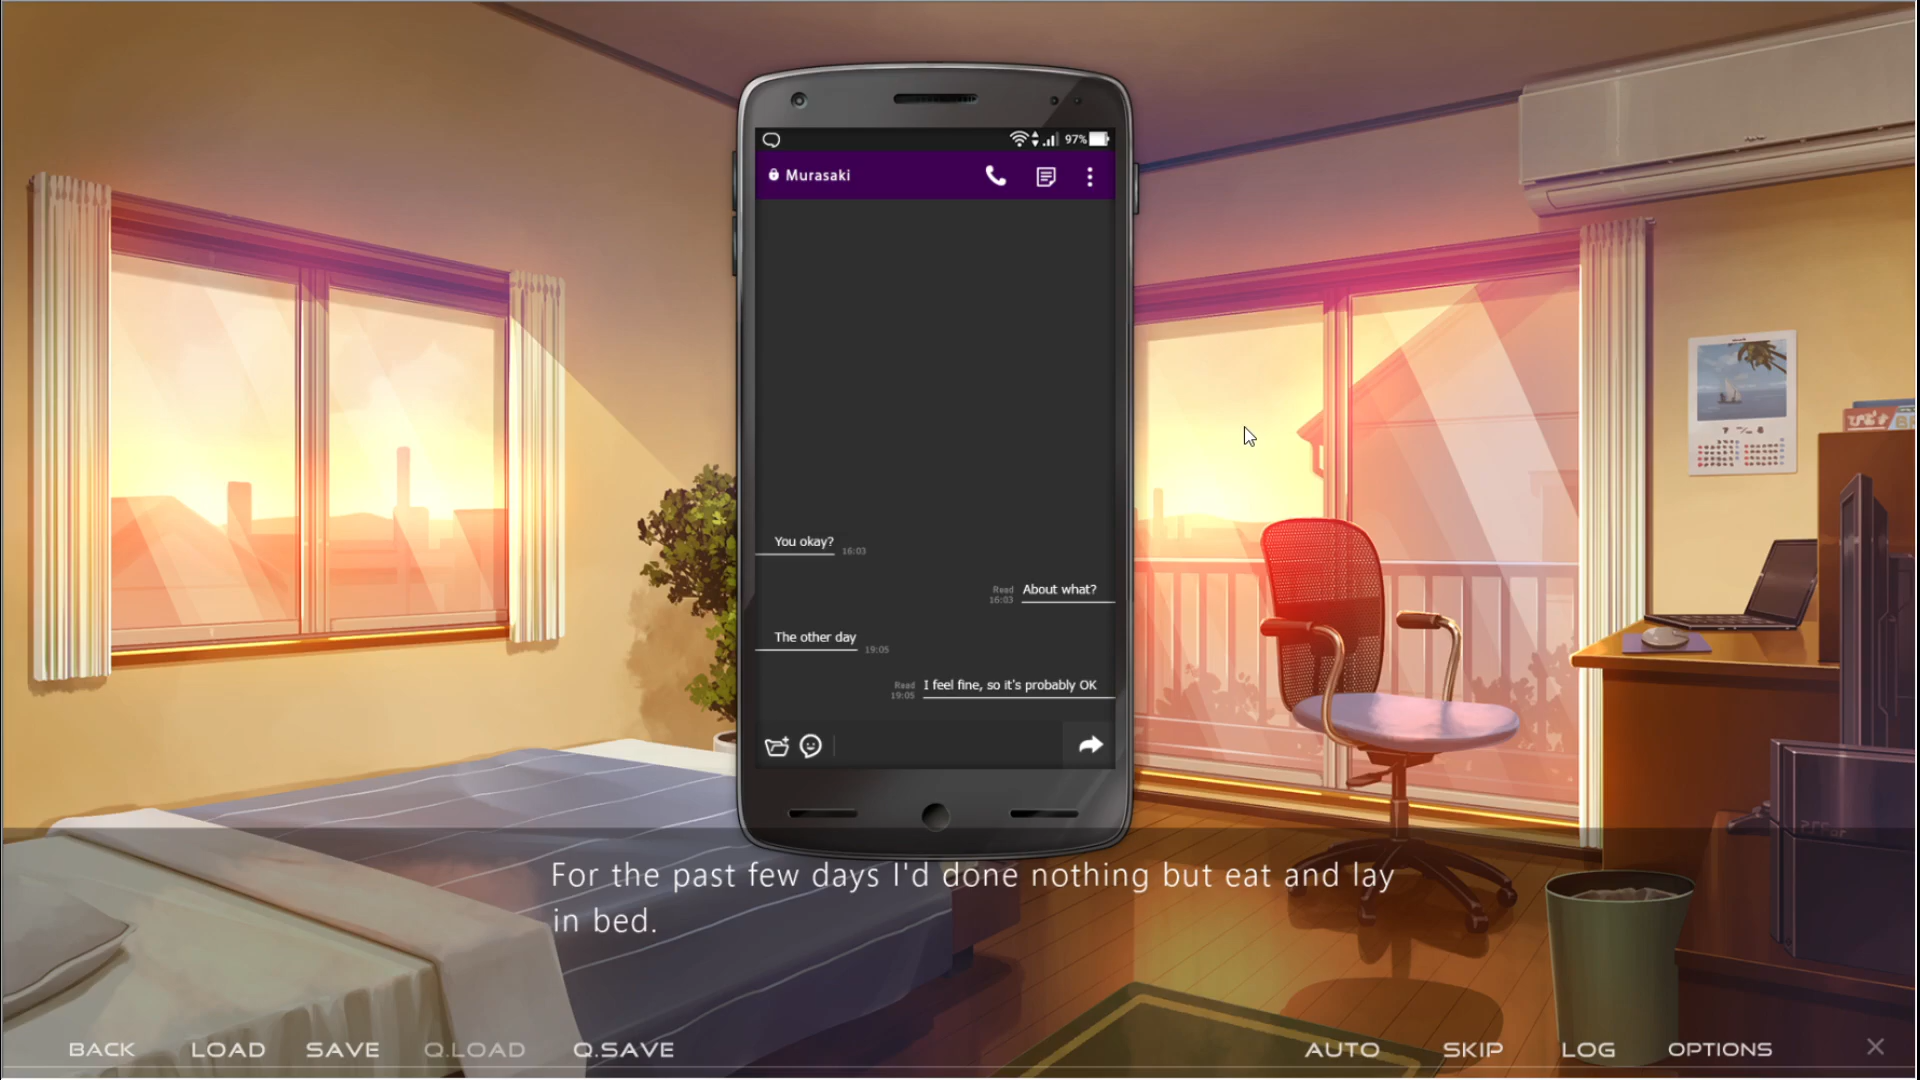 97%
Murasaki
You okay?
16:03
Read
16:03
About what?
The other day
19:05
Read
19:05
I feel fine, so it's probably OK
For the past few days I'd done nothing but eat and lay
in bed.
BACK LOAD SAVE Q.LOAD Q.SAVE AUTO SKIP LOG OPTIONS